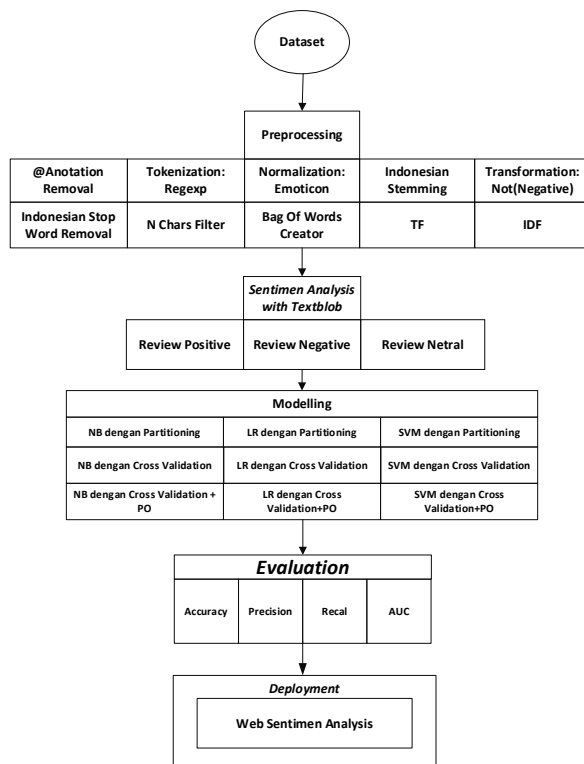 Dataset
Preprocessing
@Anotation
Removal
Tokenization:
Regexp
Normalization:
Emoticon
Indonesian
Stemming
Transformation:
Not(Negative)
Indonesian Stop
Word Removal
N Chars Filter
Bag Of Words
Creator
TF
IDF
Sentimen Analysis
with Textblob
Review Positive
Review Negative
Review Netral
Modelling
NB dengan Partitioning
LR dengan Partitioning
SVM dengan Partitioning
NB dengan Cross Validation
LR dengan Cross Validation
SVM dengan Cross Validation
NB dengan Cross Validation +
PO
LR dengan Cross
Validation+PO
SVM dengan Cross
Validation+PO
Evaluation
Accuracy
Precision
Recal
AUC
Deployment
Web Sentimen Analysis